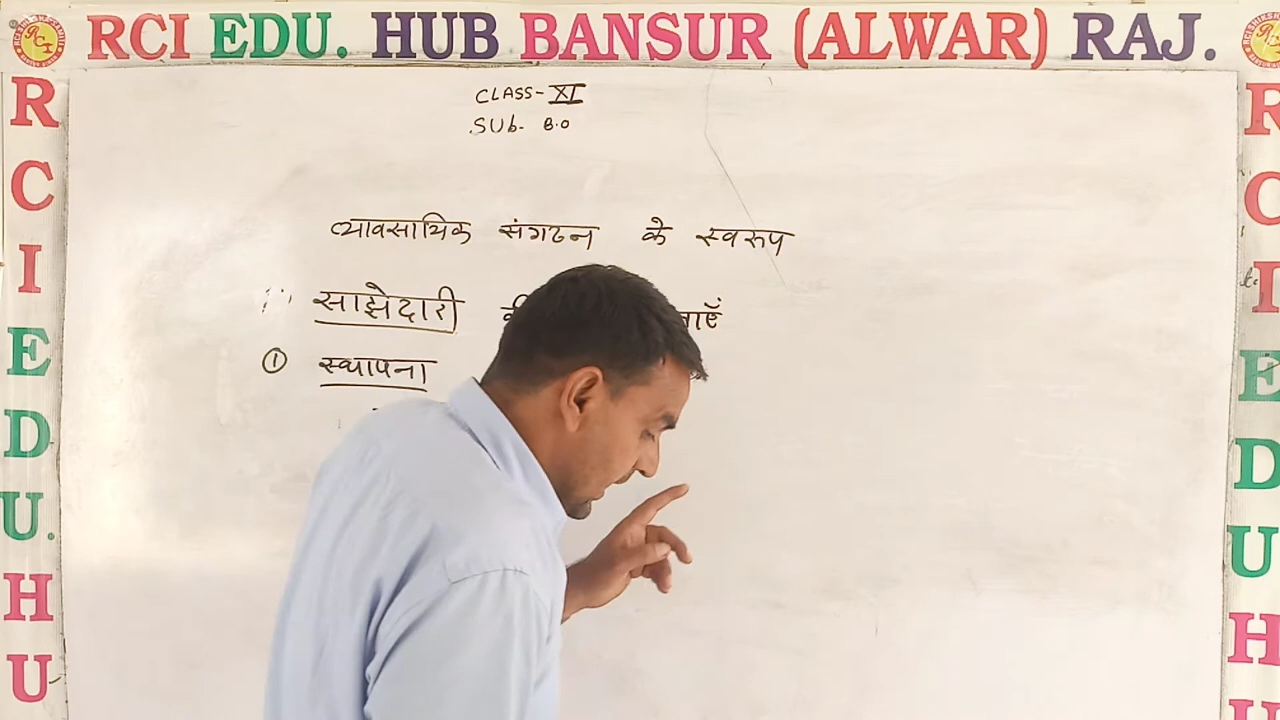 RCI EDU. HUB BANSUR (ALWAR) RAJ.
CLASS- XI
SUb- B.O
व्यावसायिक संगठन के स्वरूप
साझेदारी
① स्थापना
R
C
I
E
D
U.
H
U
R
C
I
E
D
U
H